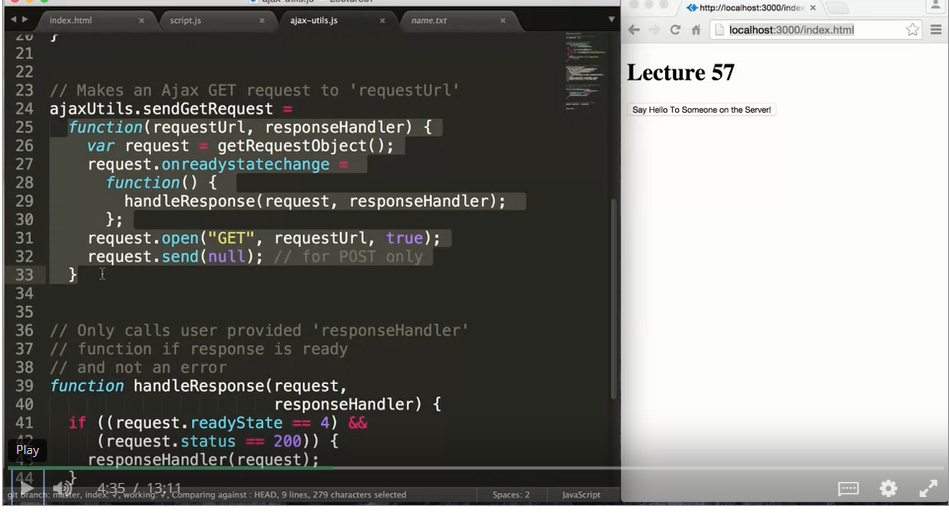 index.html
script.js
ajax-utils.js
name.txt
20 }
21
22
23 // Makes an Ajax GET request to 'requestUrl'
24 ajaxUtils.sendGetRequest =
25 function(requestUrl, responseHandler) {
26 var request = getRequestObject();
27 request.onreadystatechange =
28 function() {
29 handleResponse(request, responseHandler);
30 };
31 request.open("GET", requestUrl, true);
32 request.send(null); // for POST only
33 }
34
35
36 // Only calls user provided 'responseHandler'
37 // function if response is ready
38 // and not an error
39 function handleResponse(request,
40 responseHandler) {
41 if ((request.readyState == 4) &&
42 (request.status == 200)) {
43 responseHandler(request);
44 }
Play
4:35 / 13:11
git branch: master, index: ✓, working: ✓, Comparing against : HEAD, 9 lines, 279 characters selected
Spaces: 2
JavaScript
http://localhost:3000/index
localhost:3000/index.html
Lecture 57
Say Hello To Someone on the Server!